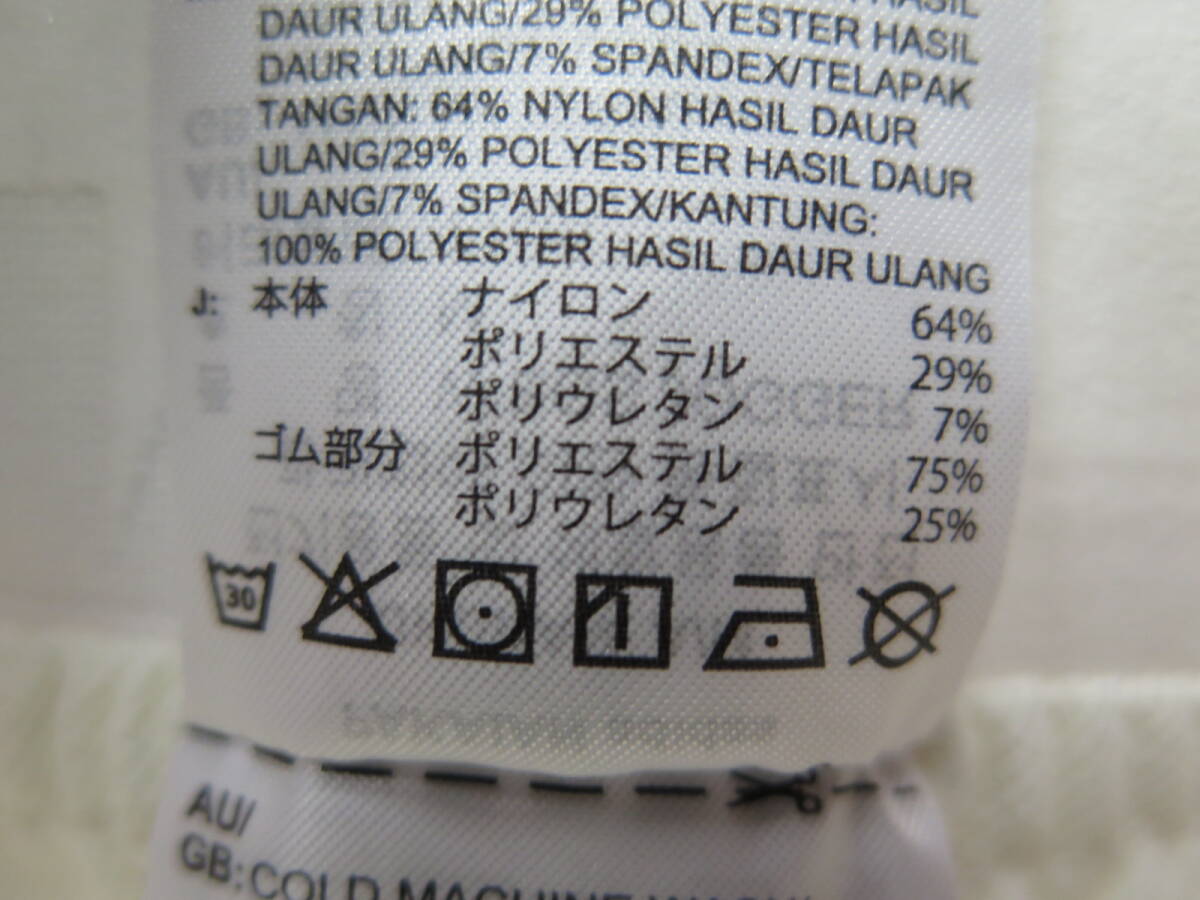 HASIL
DAUR ULANG/29% POLYESTER HASIL
DAUR ULANG/7% SPANDEX/TELAPAK
TANGAN: 64% NYLON HASIL DAUR
ULANG/29% POLYESTER HASIL DAUR
ULANG/7% SPANDEX/KANTUNG:
100% POLYESTER HASIL DAUR ULANG
J: 本体 ナイロン 64%
ポリエステル 29%
ポリウレタン 7%
ゴム部分 ポリエステル 75%
ポリウレタン 25%
30
AU/
GB: COLD MACHINE WASH/